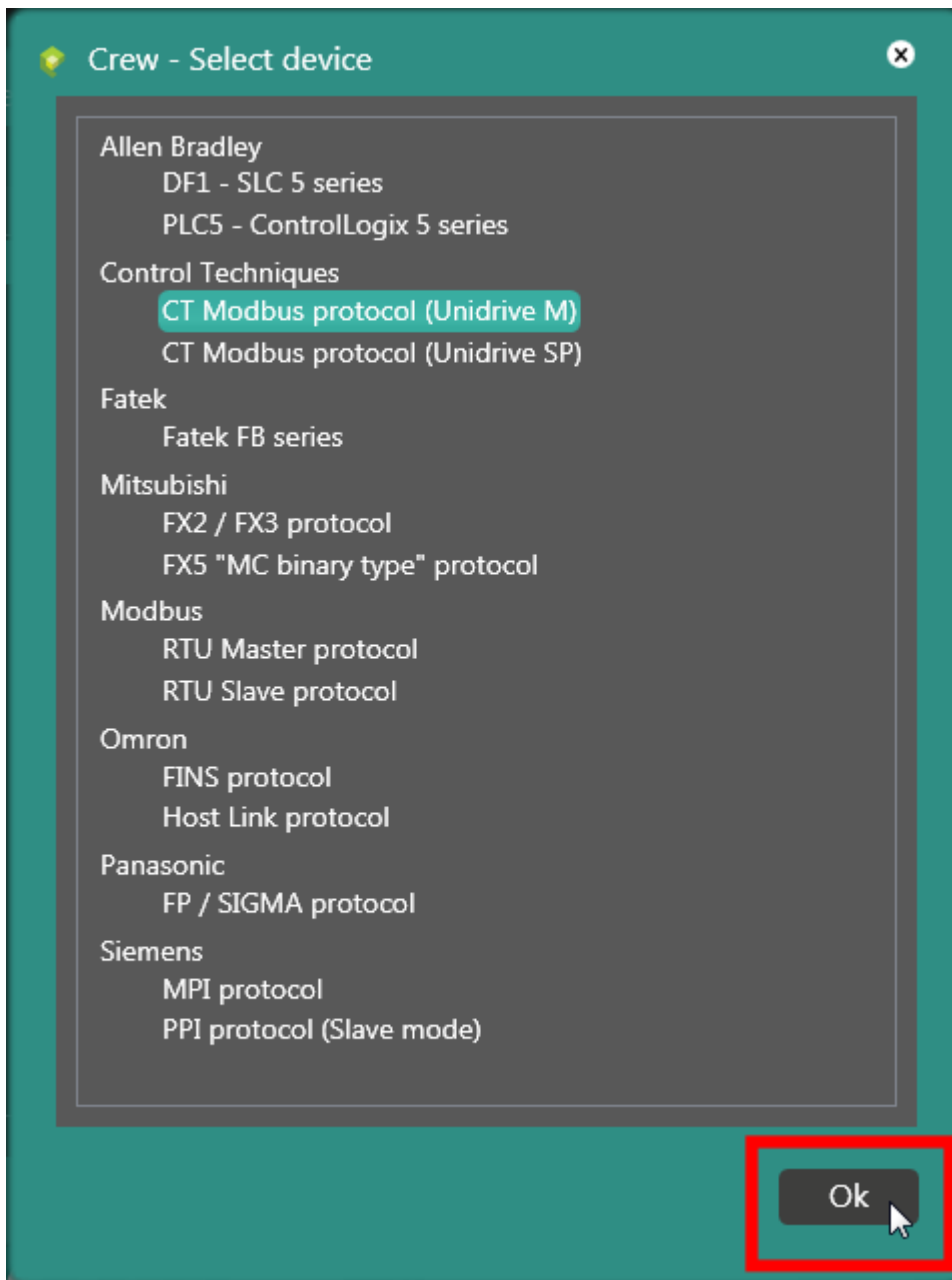 Crew - Select device
Allen Bradley
DF1 - SLC 5 series
PLC5 - ControlLogix 5 series
Control Techniques
CT Modbus protocol (Unidrive M)
CT Modbus protocol (Unidrive SP)
Fatek
Fatek FB series
Mitsubishi
FX2 / FX3 protocol
FX5 "MC binary type" protocol
Modbus
RTU Master protocol
RTU Slave protocol
Omron
FINS protocol
Host Link protocol
Panasonic
FP / SIGMA protocol
Siemens
MPI protocol
PPI protocol (Slave mode)
Ok